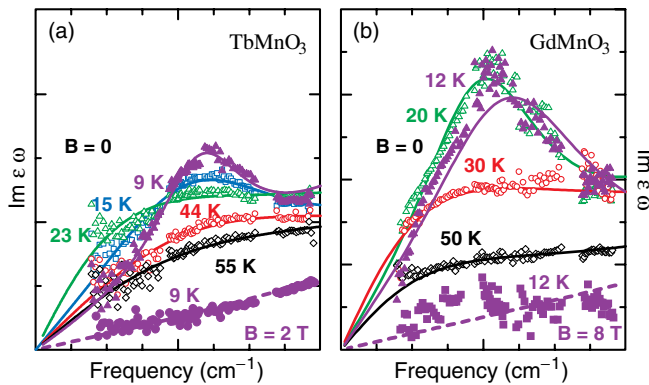 (a)
TbMnO₃
B = 0
9 K
15 K
44 K
23 K
55 K
9 K
B = 2 T
Im ε ω
Frequency (cm⁻¹)
(b)
GdMnO₃
12 K
20 K
B = 0
30 K
50 K
12 K
B = 8 T
Im ε ω
Frequency (cm⁻¹)